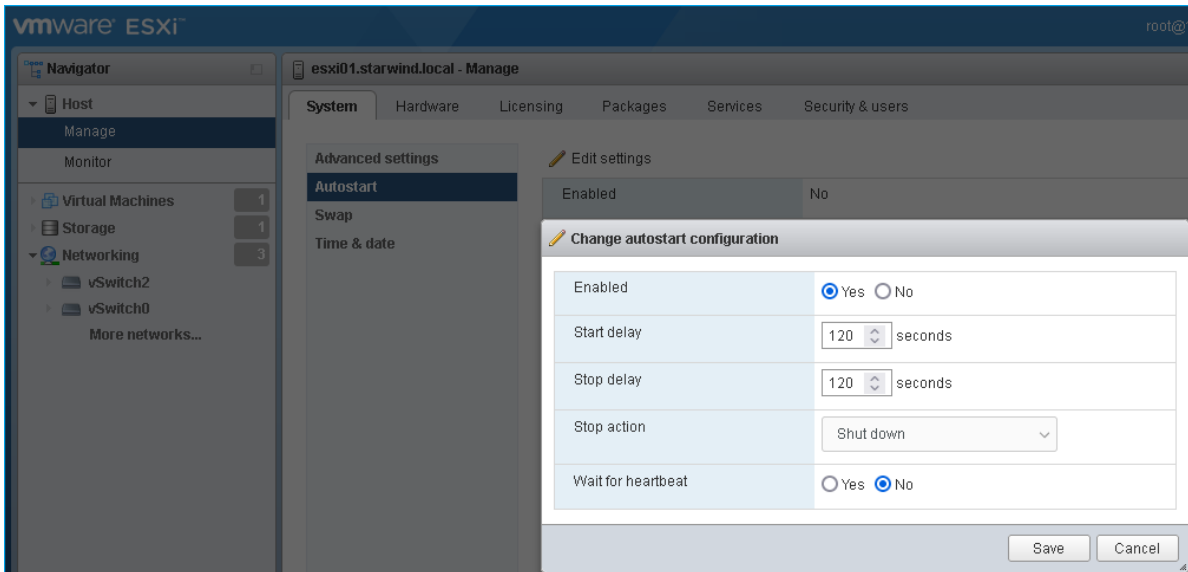 vmware ESXi™
root@
Navigator
esxi01.starwind.local - Manage
Host
Manage
Monitor
Virtual Machines 1
Storage 1
Networking 3
vSwitch2
vSwitch0
More networks...
System Hardware Licensing Packages Services Security & users
Advanced settings
Autostart
Swap
Time & date
Edit settings
Enabled No
Change autostart configuration
Enabled Yes No
Start delay 120 seconds
Stop delay 120 seconds
Stop action Shut down
Wait for heartbeat Yes No
Save Cancel